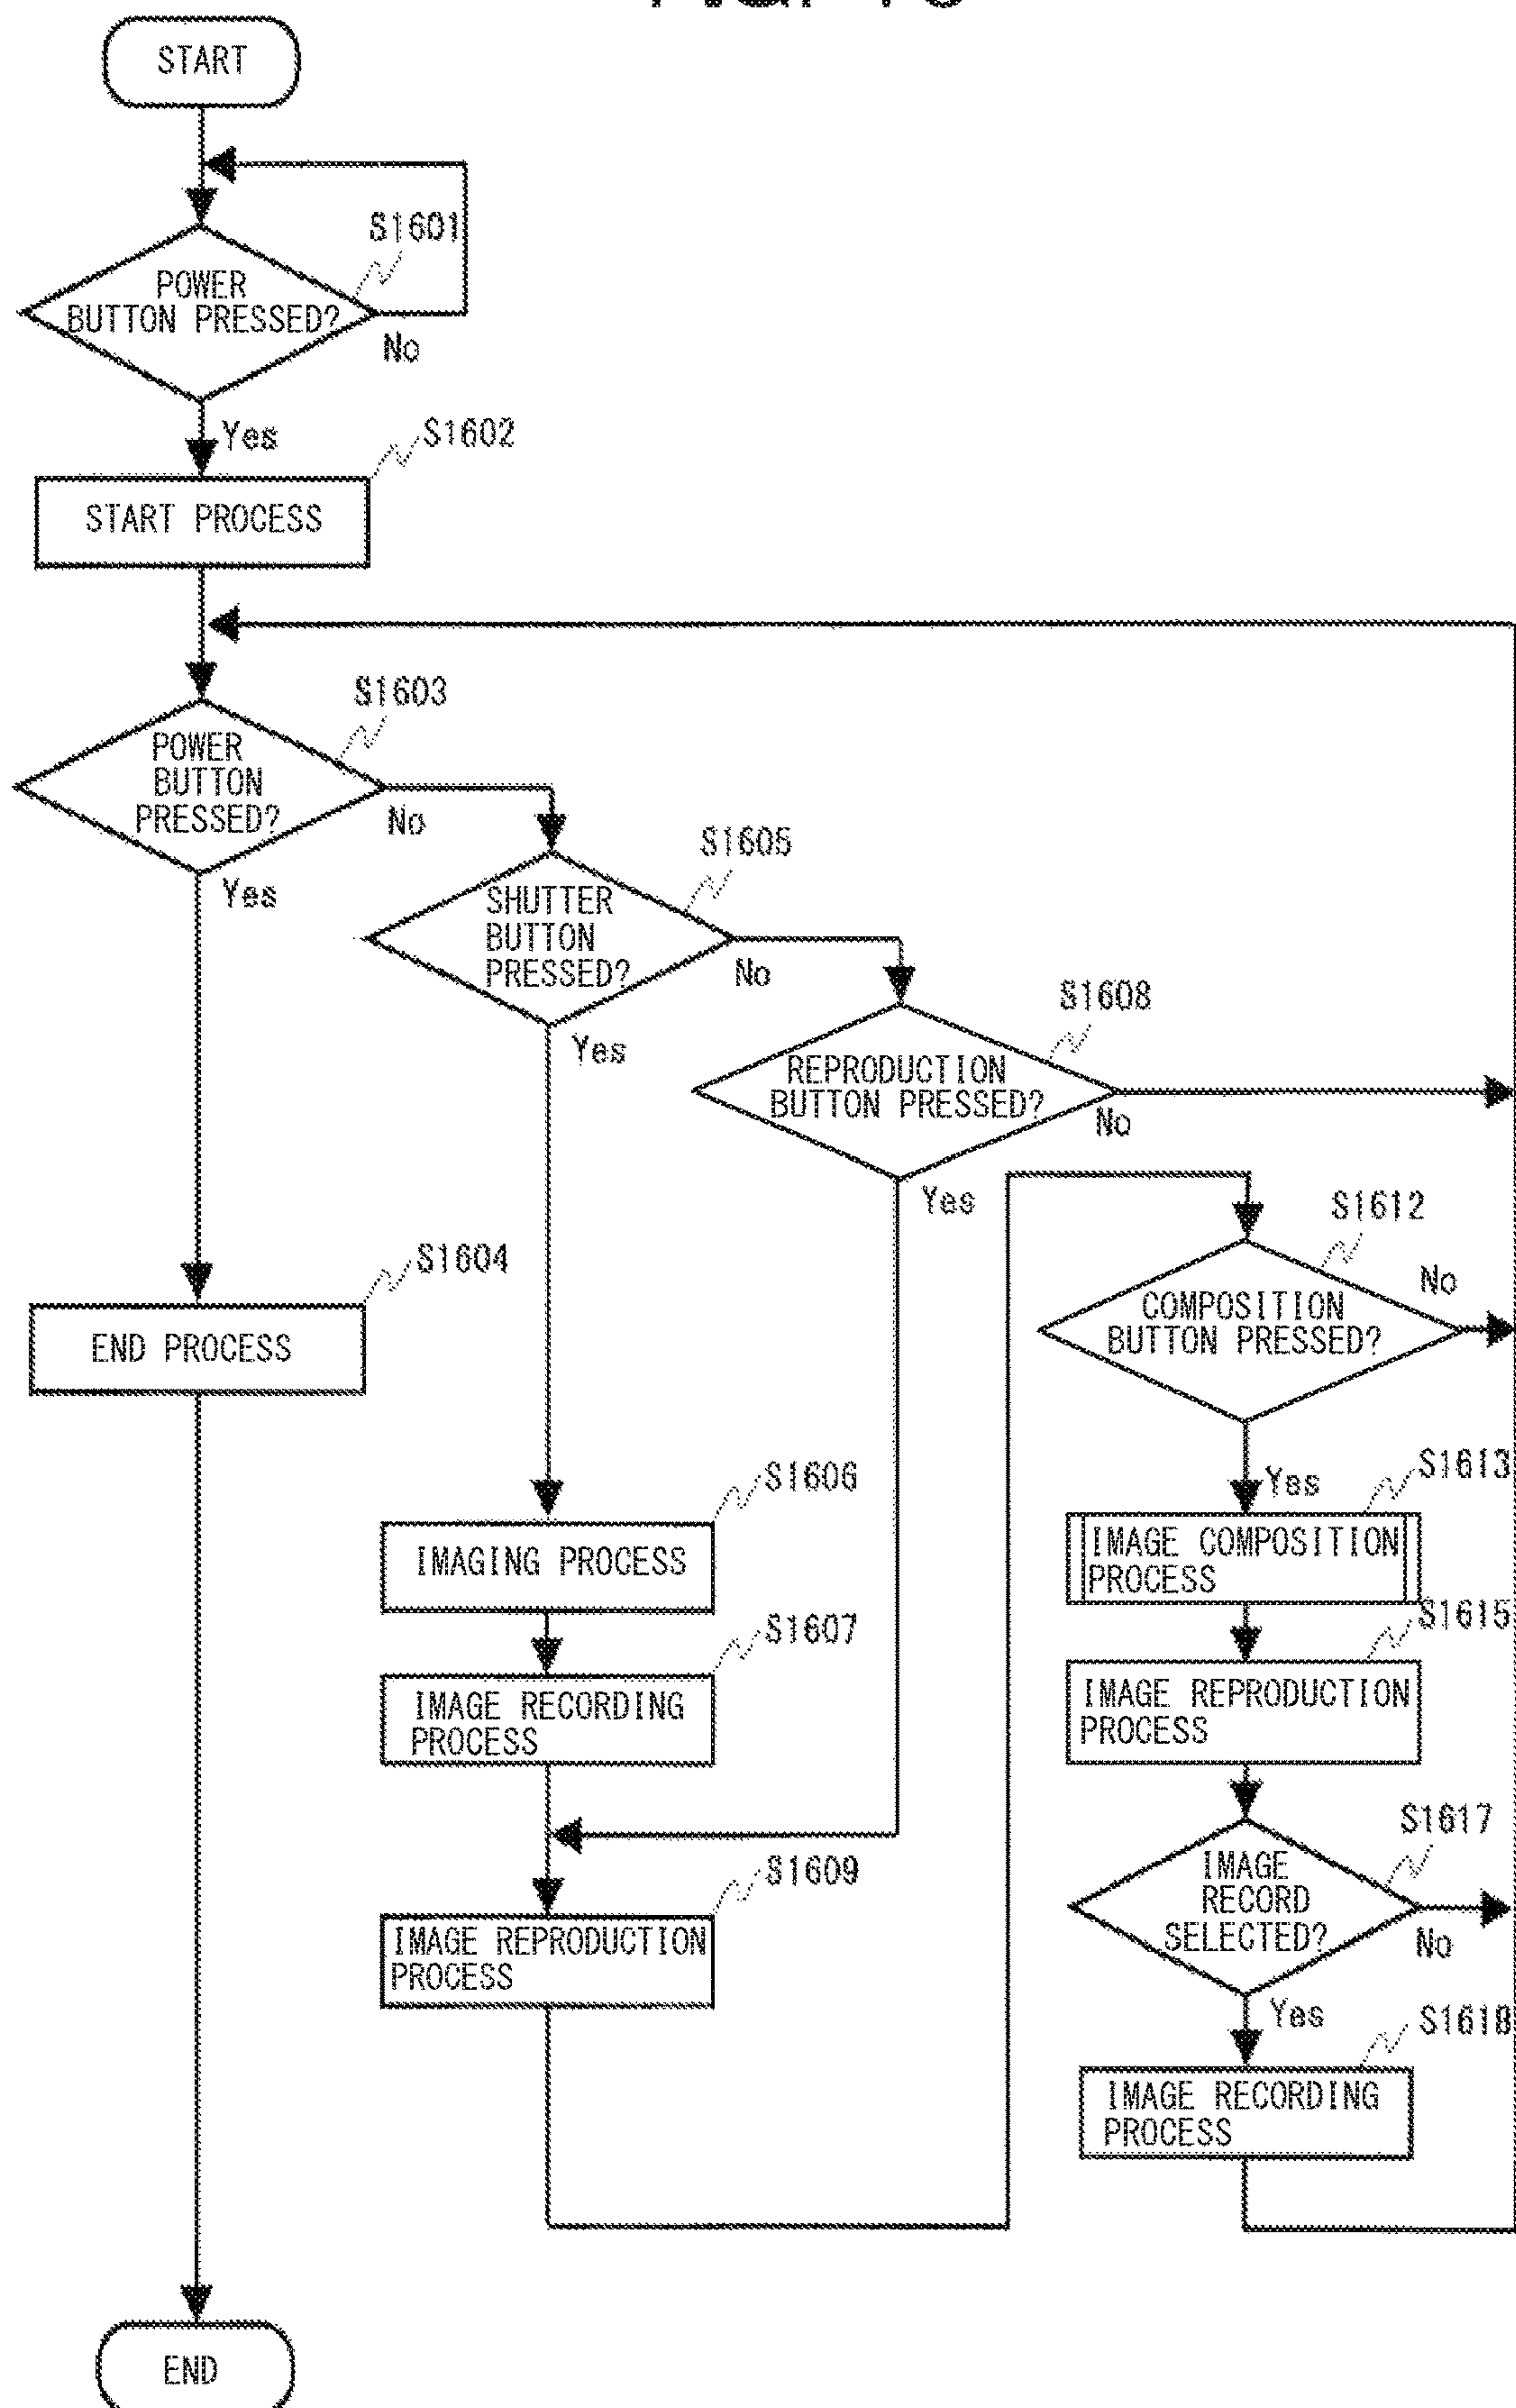 START
S1601
POWER
BUTTON PRESSED?
No
Yes
S1602
START PROCESS
S1603
POWER
BUTTON
PRESSED?
No
Yes
S1605
SHUTTER
BUTTON
PRESSED?
No
Yes
S1608
REPRODUCTION
BUTTON PRESSED?
No
Yes
S1612
COMPOSITION
BUTTON PRESSED?
No
Yes
S1604
END PROCESS
S1613
IMAGE COMPOSITION
PROCESS
S1606
IMAGING PROCESS
S1615
IMAGE REPRODUCTION
PROCESS
S1607
IMAGE RECORDING
PROCESS
S1617
IMAGE
RECORD
SELECTED?
No
Yes
S1609
IMAGE REPRODUCTION
PROCESS
IMAGE RECORDING
PROCESS
END